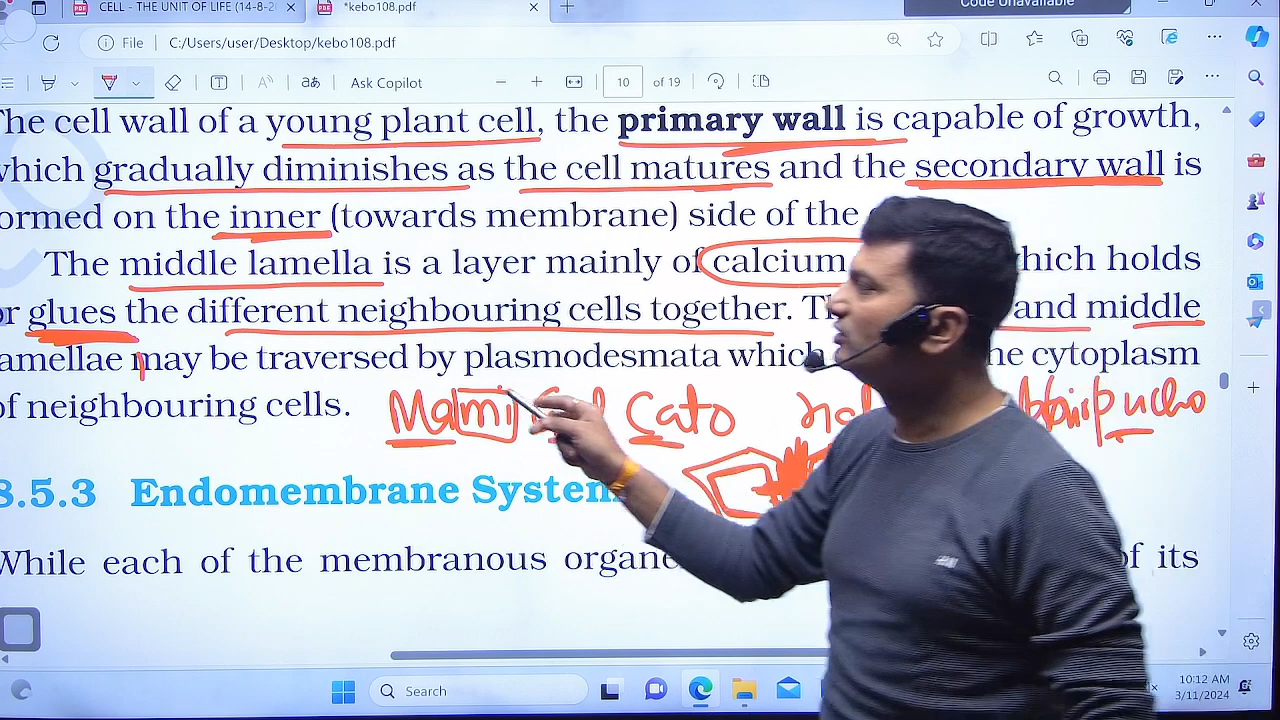 CELL - THE UNIT OF LIFE (14-8-2
*kebo108.pdf
Code Unavailable
File C:/Users/user/Desktop/kebo108.pdf
Ask Copilot 10 of 19
he cell wall of a young plant cell, the primary wall is capable of growth,
which gradually diminishes as the cell matures and the secondary wall is
ormed on the inner (towards membrane) side of the
The middle lamella is a layer mainly of calcium which holds
or glues the different neighbouring cells together. and middle
amellae may be traversed by plasmodesmata which he cytoplasm
of neighbouring cells.
Cato
8.5.3 Endomembrane System
While each of the membranous organe of its
Search
10:12 AM
3/11/2024